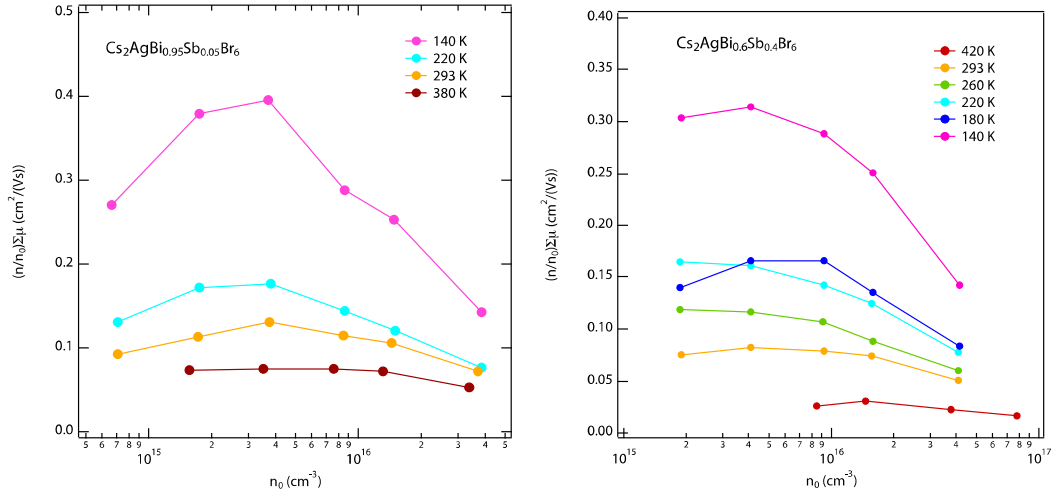 Cs2AgBi0.95Sb0.05Br6
140 K
220 K
293 K
380 K
0.5
0.4
0.3
0.2
0.1
0.0
(n/n0)Σμ (cm2/(Vs))
5 6 7 8 9 2 3 4 5 6 7 8 9 2 3 4 5
10^15 10^16
n0 (cm-3)
Cs2AgBi0.6Sb0.4Br6
420 K
293 K
260 K
220 K
180 K
140 K
0.40
0.35
0.30
0.25
0.20
0.15
0.10
0.05
0.00
(n/n0)Σμ (cm2/(Vs))
2 3 4 5 6 7 8 9 2 3 4 5 6 7 8 9
10^15 10^16 10^17
n0 (cm-3)